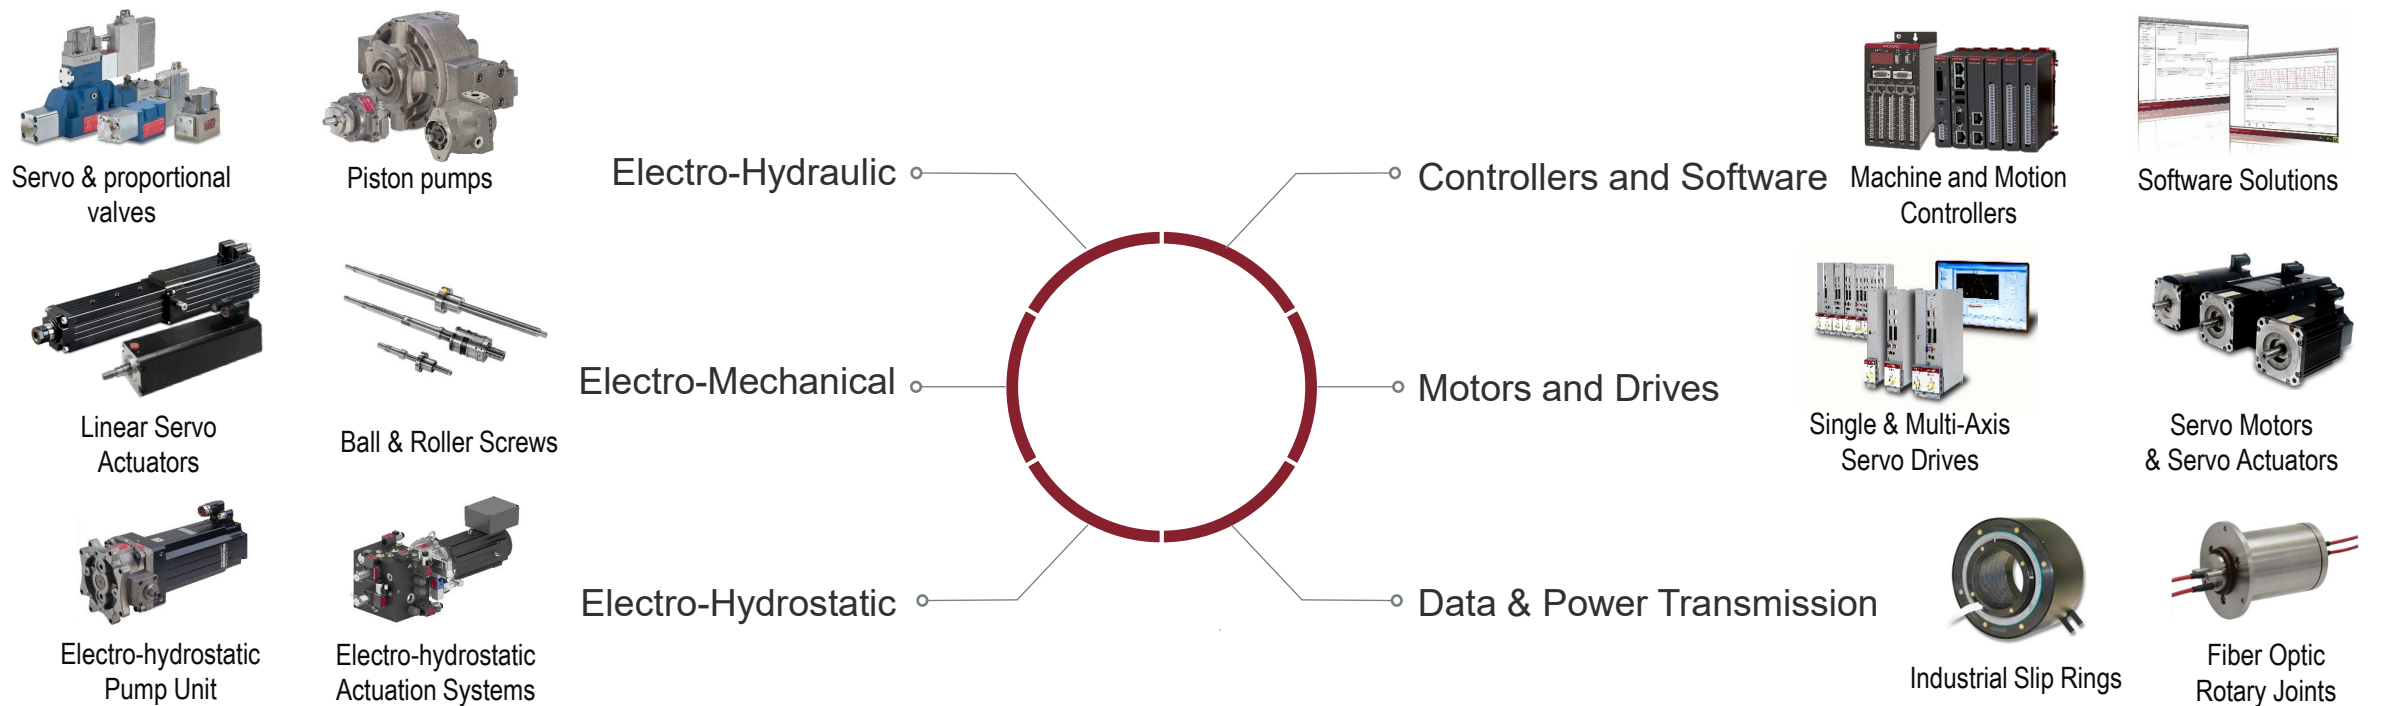 Servo & proportional
valves
Piston pumps
Electro-Hydraulic
Controllers and Software
Machine and Motion
Controllers
Software Solutions
Linear Servo
Actuators
Ball & Roller Screws
Electro-Mechanical
Motors and Drives
Single & Multi-Axis
Servo Drives
Servo Motors
& Servo Actuators
Electro-hydrostatic
Pump Unit
Electro-hydrostatic
Actuation Systems
Electro-Hydrostatic
Data & Power Transmission
Industrial Slip Rings
Fiber Optic
Rotary Joints